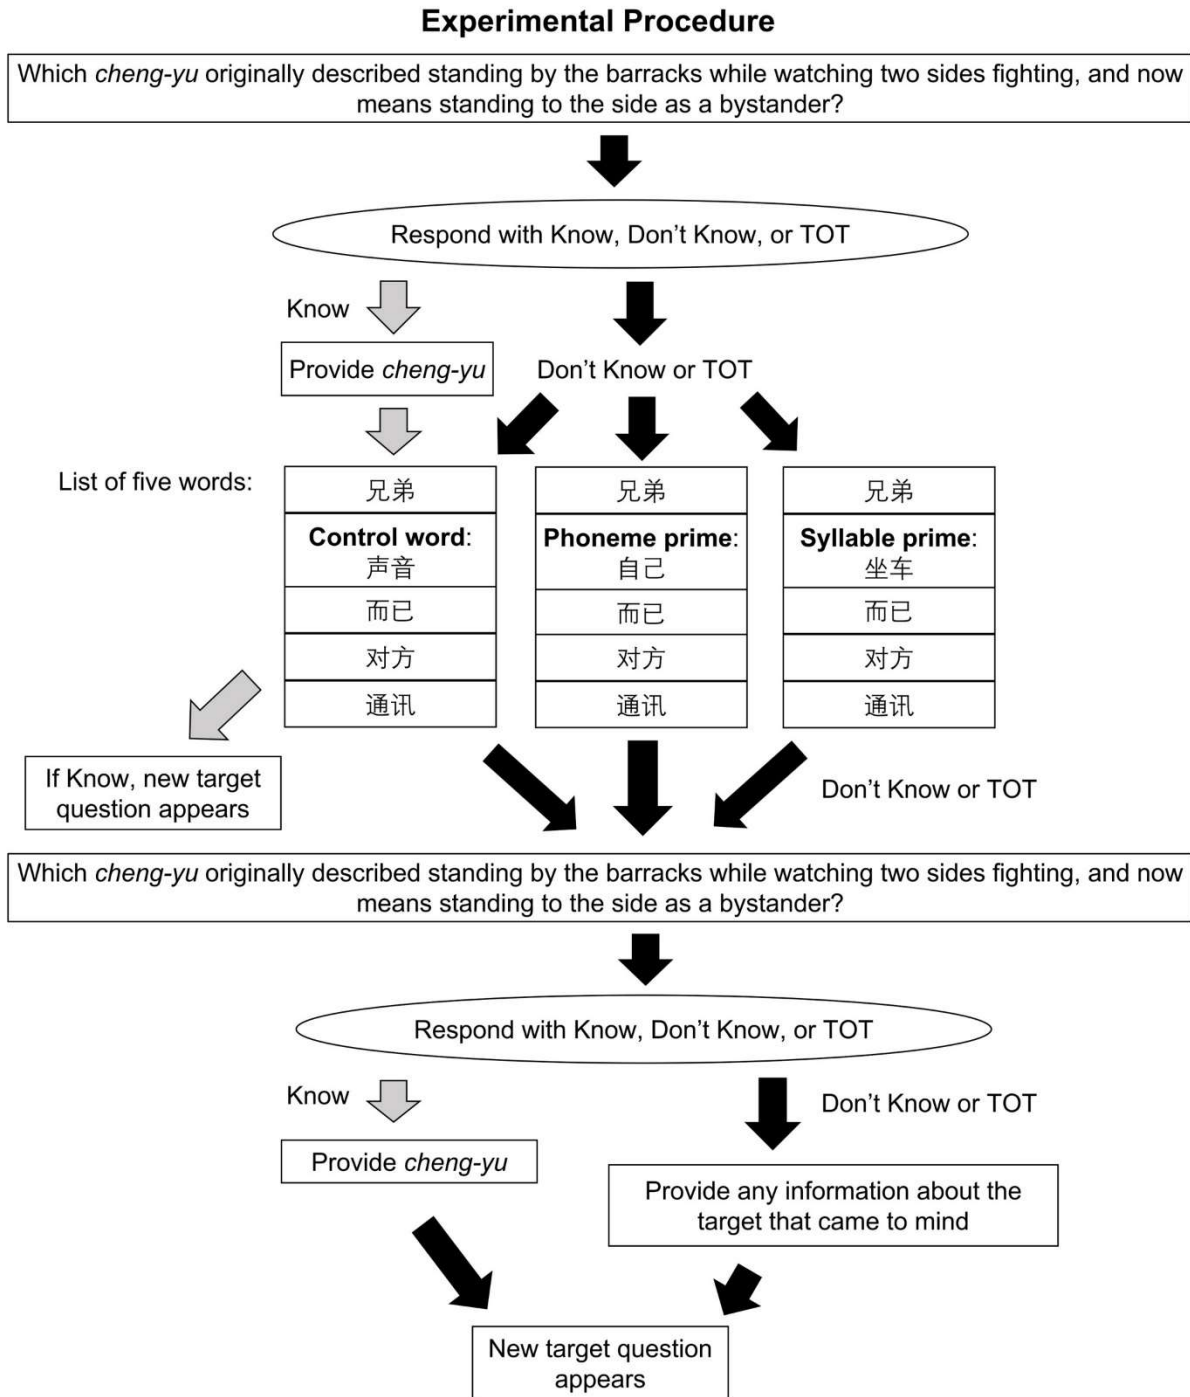 Experimental Procedure
Which cheng-yu originally described standing by the barracks while watching two sides fighting, and now
means standing to the side as a bystander?
Respond with Know, Don't Know, or TOT
Know
Provide cheng-yu
Don't Know or TOT
List of five words:
兄弟
Control word:
声音
而已
对方
通讯
兄弟
Phoneme prime:
自己
而已
对方
通讯
兄弟
Syllable prime:
坐车
而已
对方
通讯
If Know, new target
question appears
Don't Know or TOT
Which cheng-yu originally described standing by the barracks while watching two sides fighting, and now
means standing to the side as a bystander?
Respond with Know, Don't Know, or TOT
Know
Don't Know or TOT
Provide cheng-yu
Provide any information about the
target that came to mind
New target question
appears